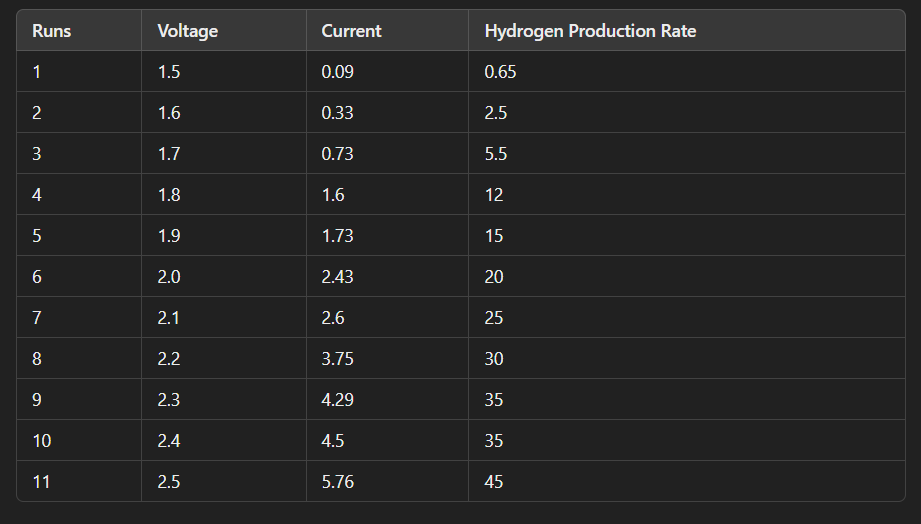 Runs Voltage Current Hydrogen Production Rate
1 1.5 0.09 0.65
2 1.6 0.33 2.5
3 1.7 0.73 5.5
4 1.8 1.6 12
5 1.9 1.73 15
6 2.0 2.43 20
7 2.1 2.6 25
8 2.2 3.75 30
9 2.3 4.29 35
10 2.4 4.5 35
11 2.5 5.76 45